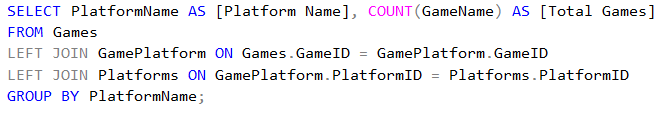 SELECT PlatformName AS [Platform Name], COUNT(GameName) AS [Total Games]
FROM Games
LEFT JOIN GamePlatform ON Games.GameID = GamePlatform.GameID
LEFT JOIN Platforms ON GamePlatform.PlatformID = Platforms.PlatformID
GROUP BY PlatformName;